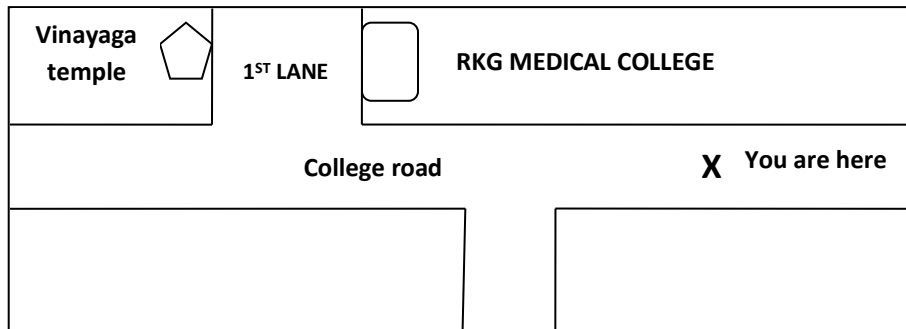 Vinayaga
temple
1ST LANE
RKG MEDICAL COLLEGE
College road
X You are here